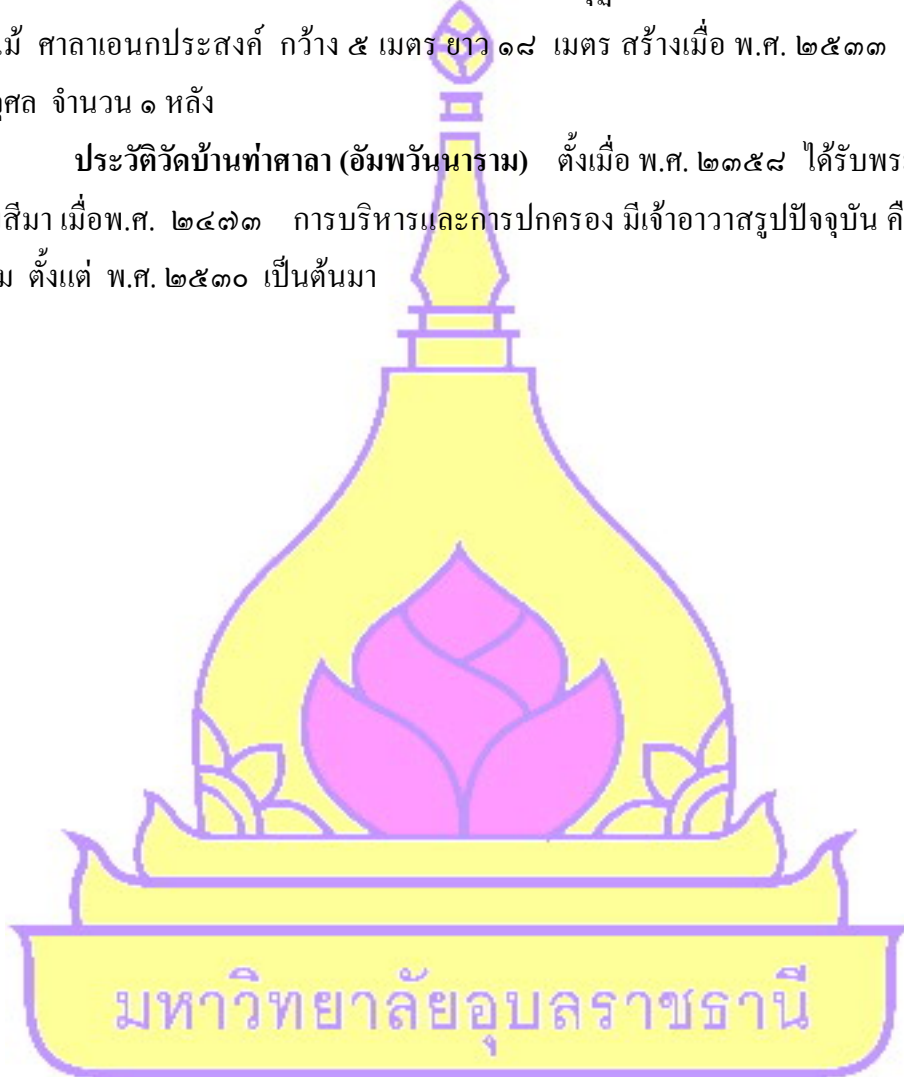 ศาลาเอนกประสงค์ กว้าง ๕ เมตร ยาว ๑๘ เมตร สร้างเมื่อ พ.ศ. ๒๕๓๓
จำนวน ๑ หลัง
ประวัติวัดบ้านท่าศาลา (อัมพวันนาราม) ตั้งเมื่อ พ.ศ. ๒๓๕๘ ได้รับ
สีมา เมื่อพ.ศ. ๒๔๗๓ การบริหารและการปกครอง มีเจ้าอาวาสรูปปัจจุบัน
ตั้งแต่ พ.ศ. ๒๕๓๐ เป็นต้นมา
มหาวิทยาลัยอุบลราชธานี